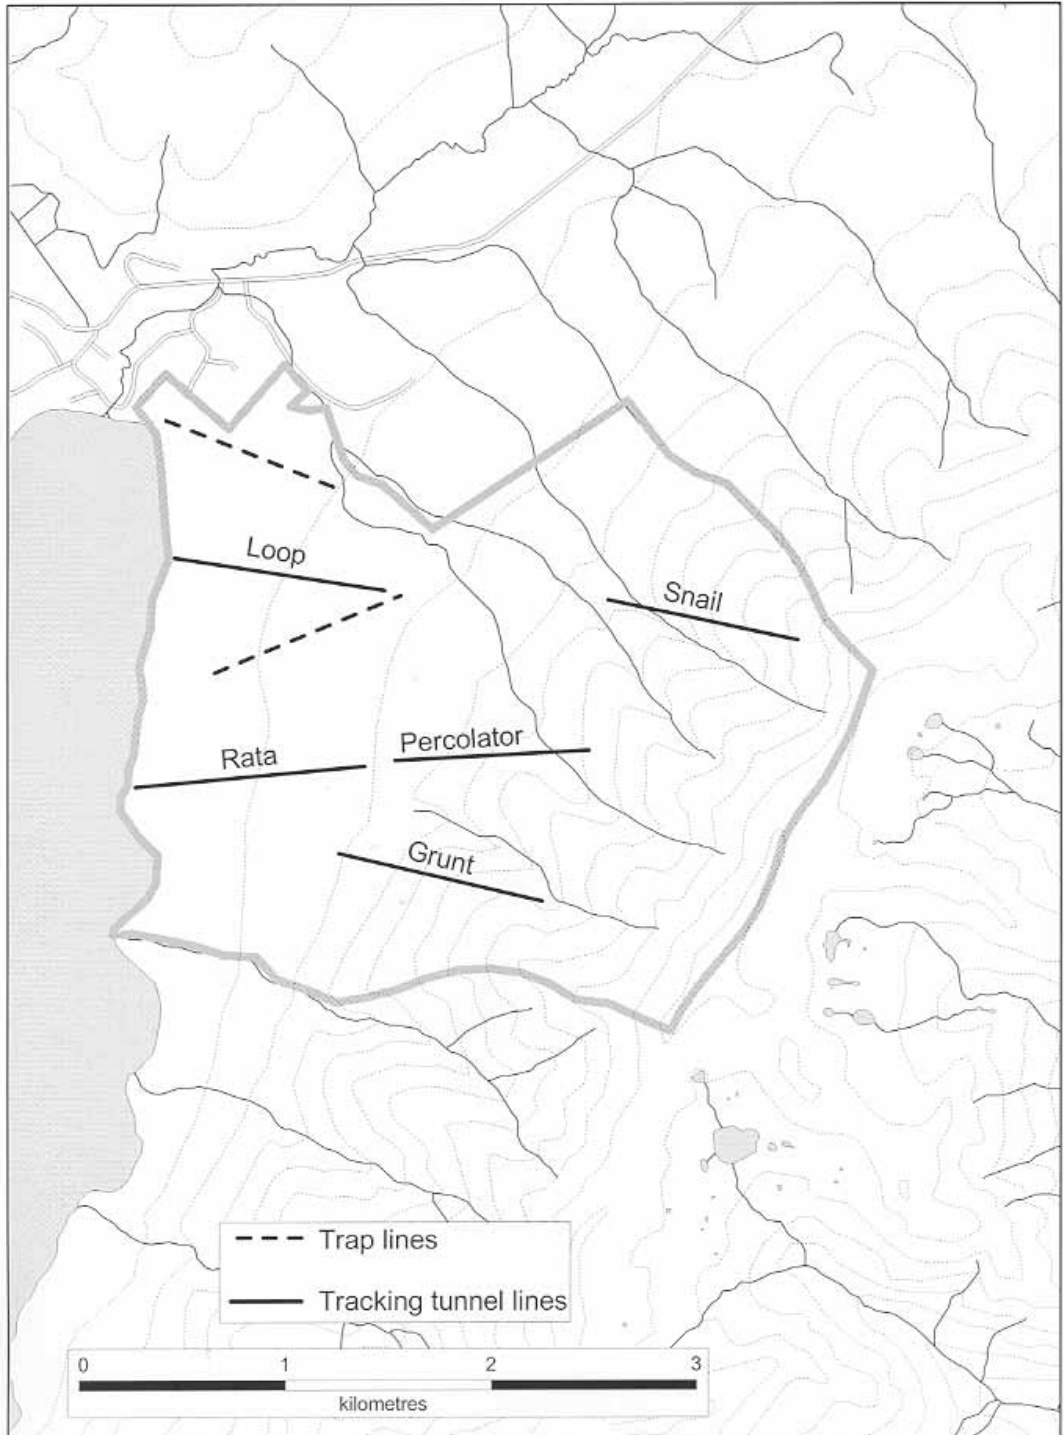 Loop
Snail
Percolator
Rata
Grunt
Trap lines
Tracking tunnel lines
0 1 2 3
kilometres